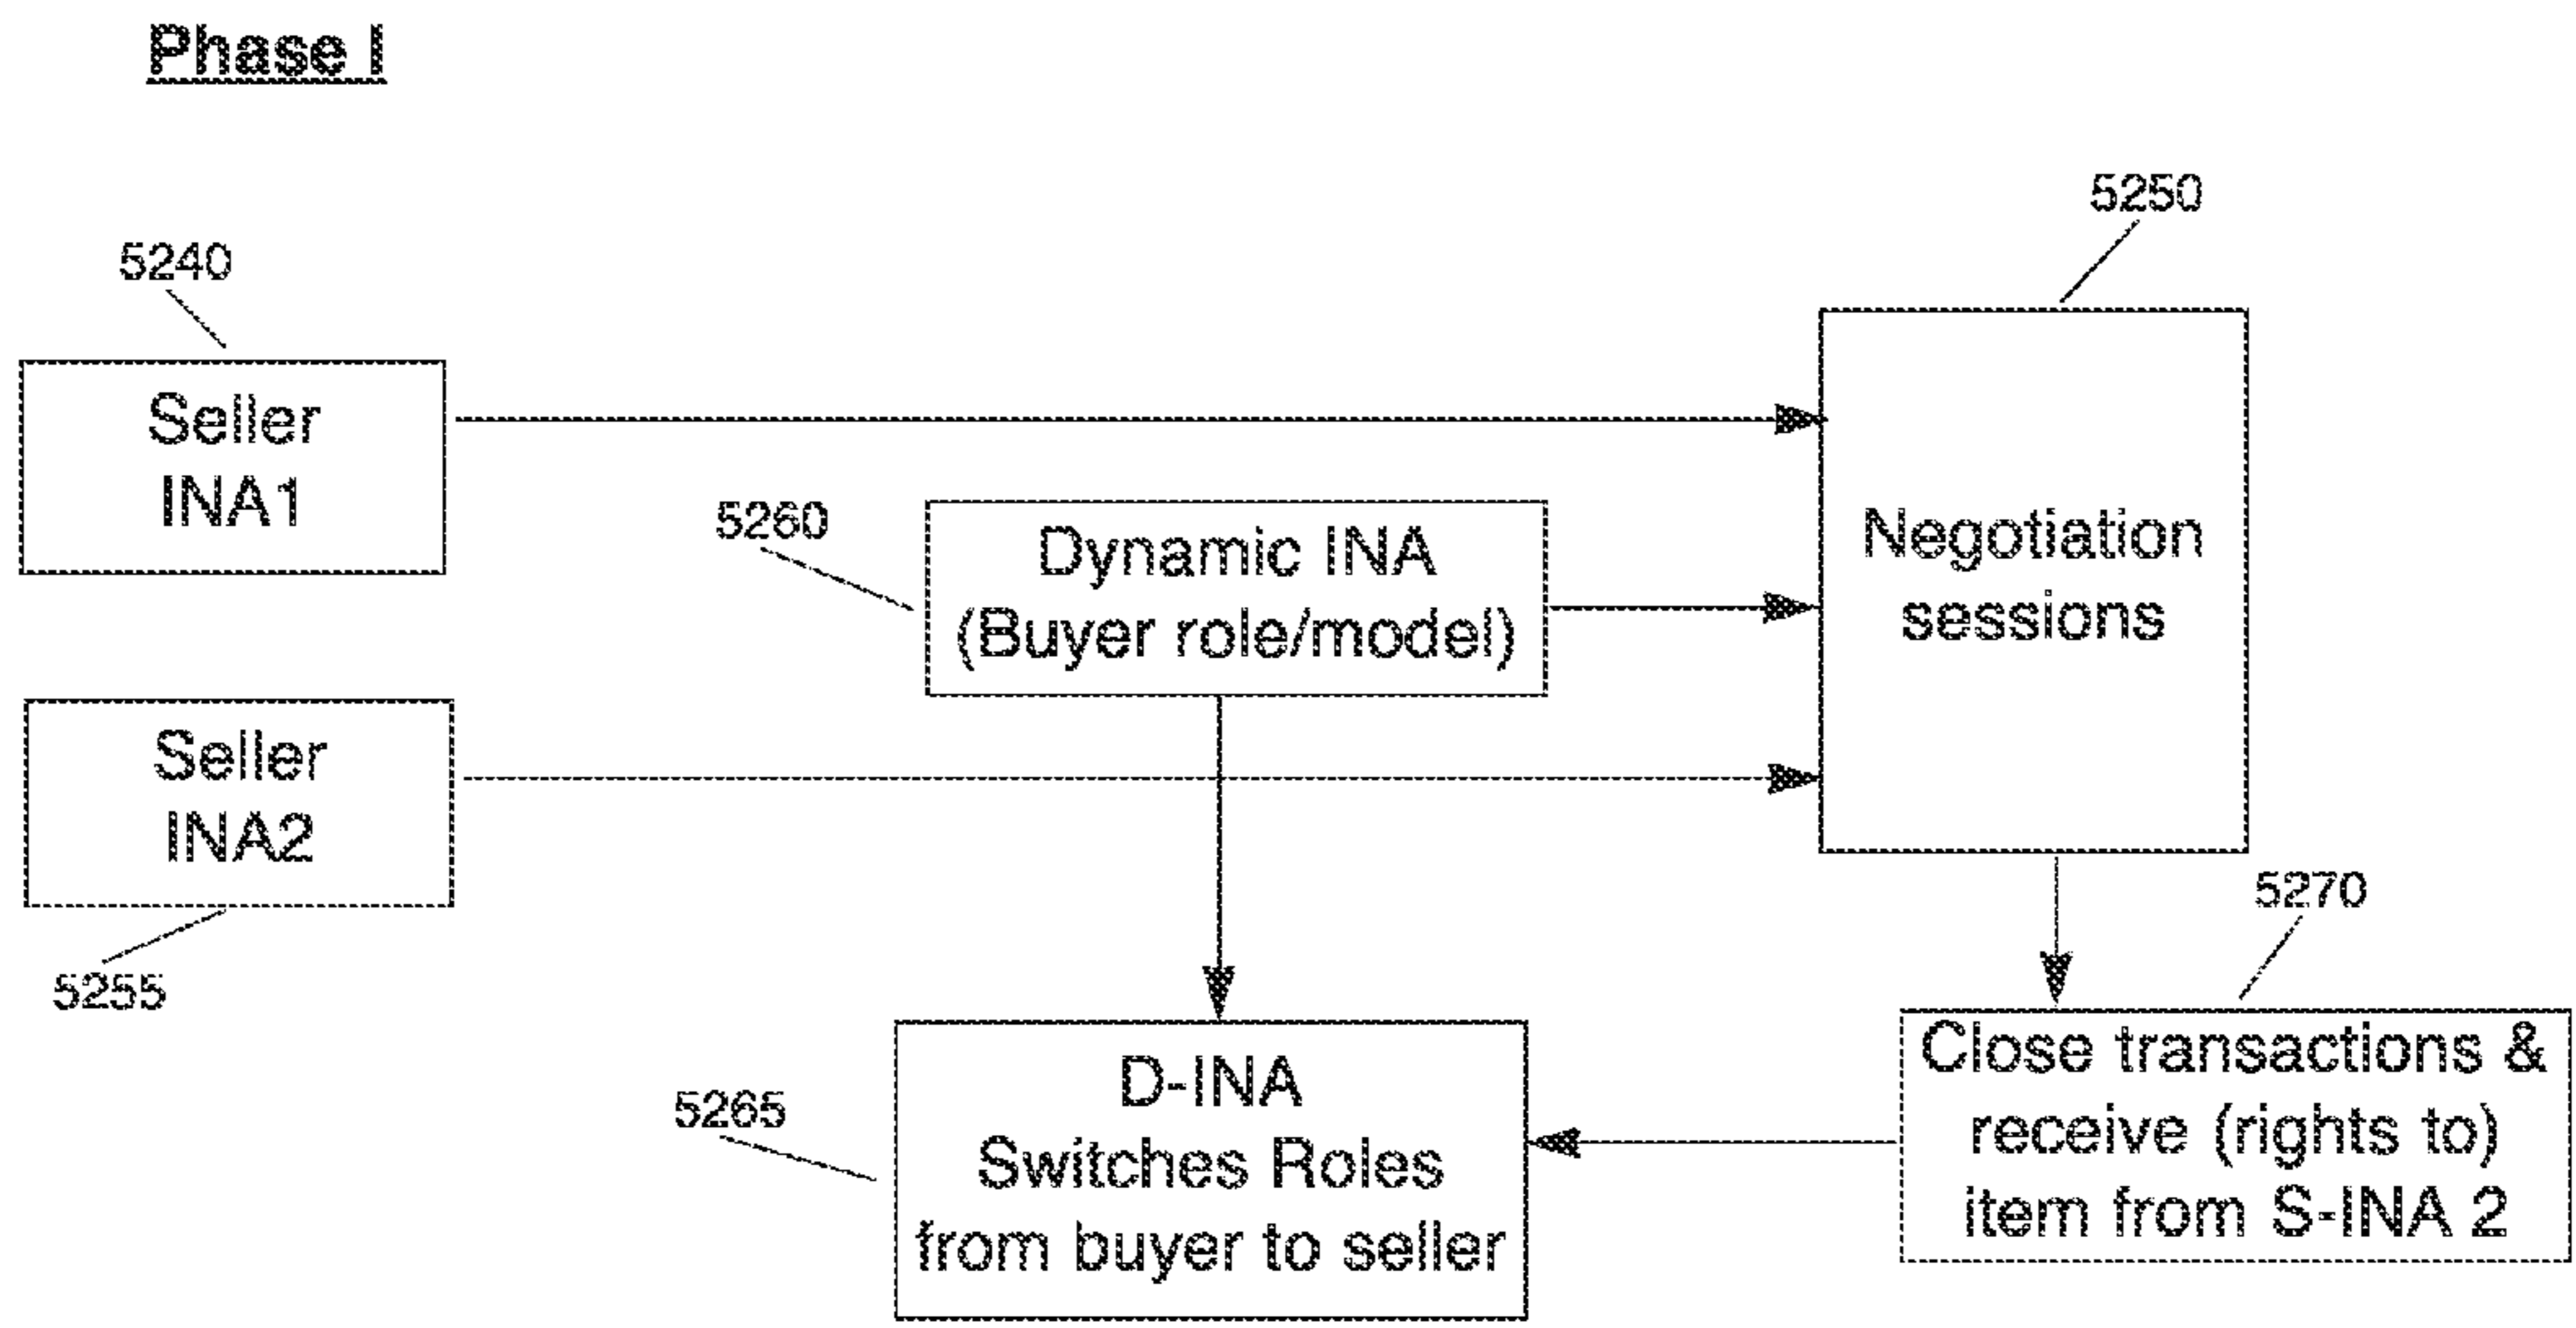 Phase I
5250
5240
Seller
INA1
5260
Dynamic INA
(Buyer role/model)
Negotiation
sessions
Seller
INA2
5255
5270
5265
D-INA
Switches Roles
from buyer to seller
Close transactions &
receive (rights to)
item from S-INA 2